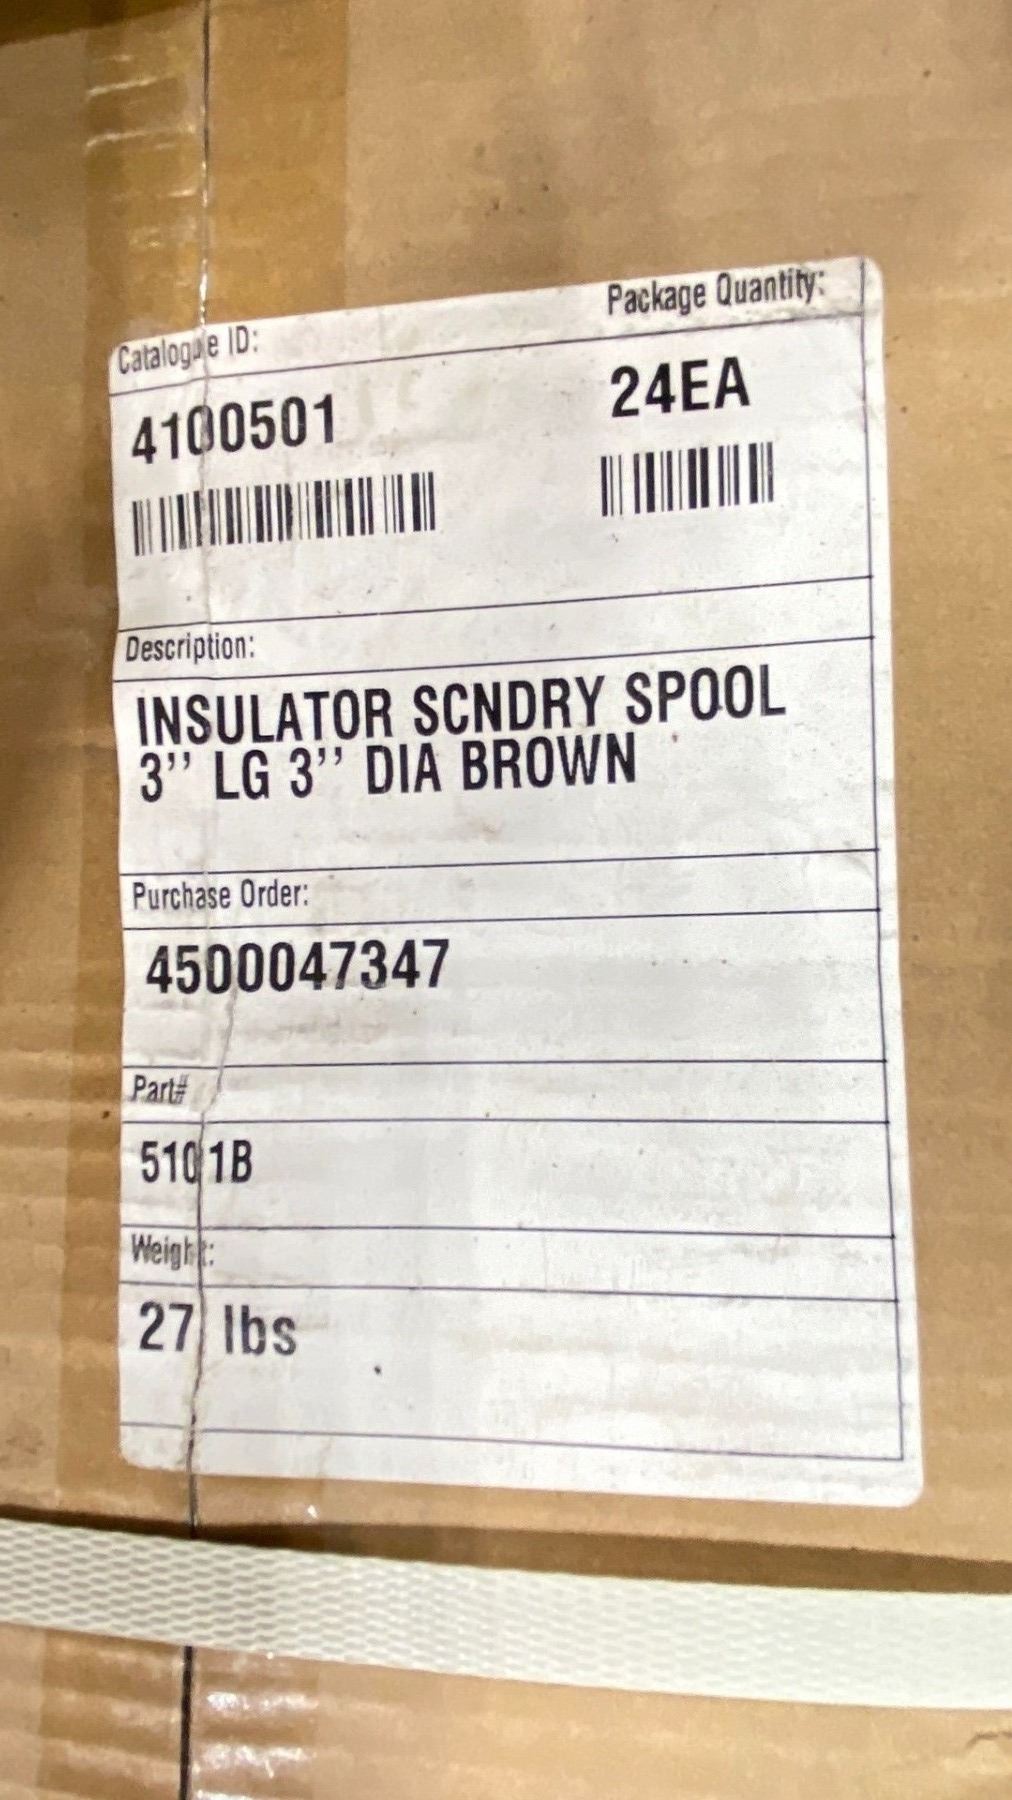 Catalogue ID: Package Quantity:
4100501 24EA
Description:
INSULATOR SCNDRY SPOOL
3'' LG 3'' DIA BROWN
Purchase Order:
4500047347
Part#
5101B
Weight:
27 lbs